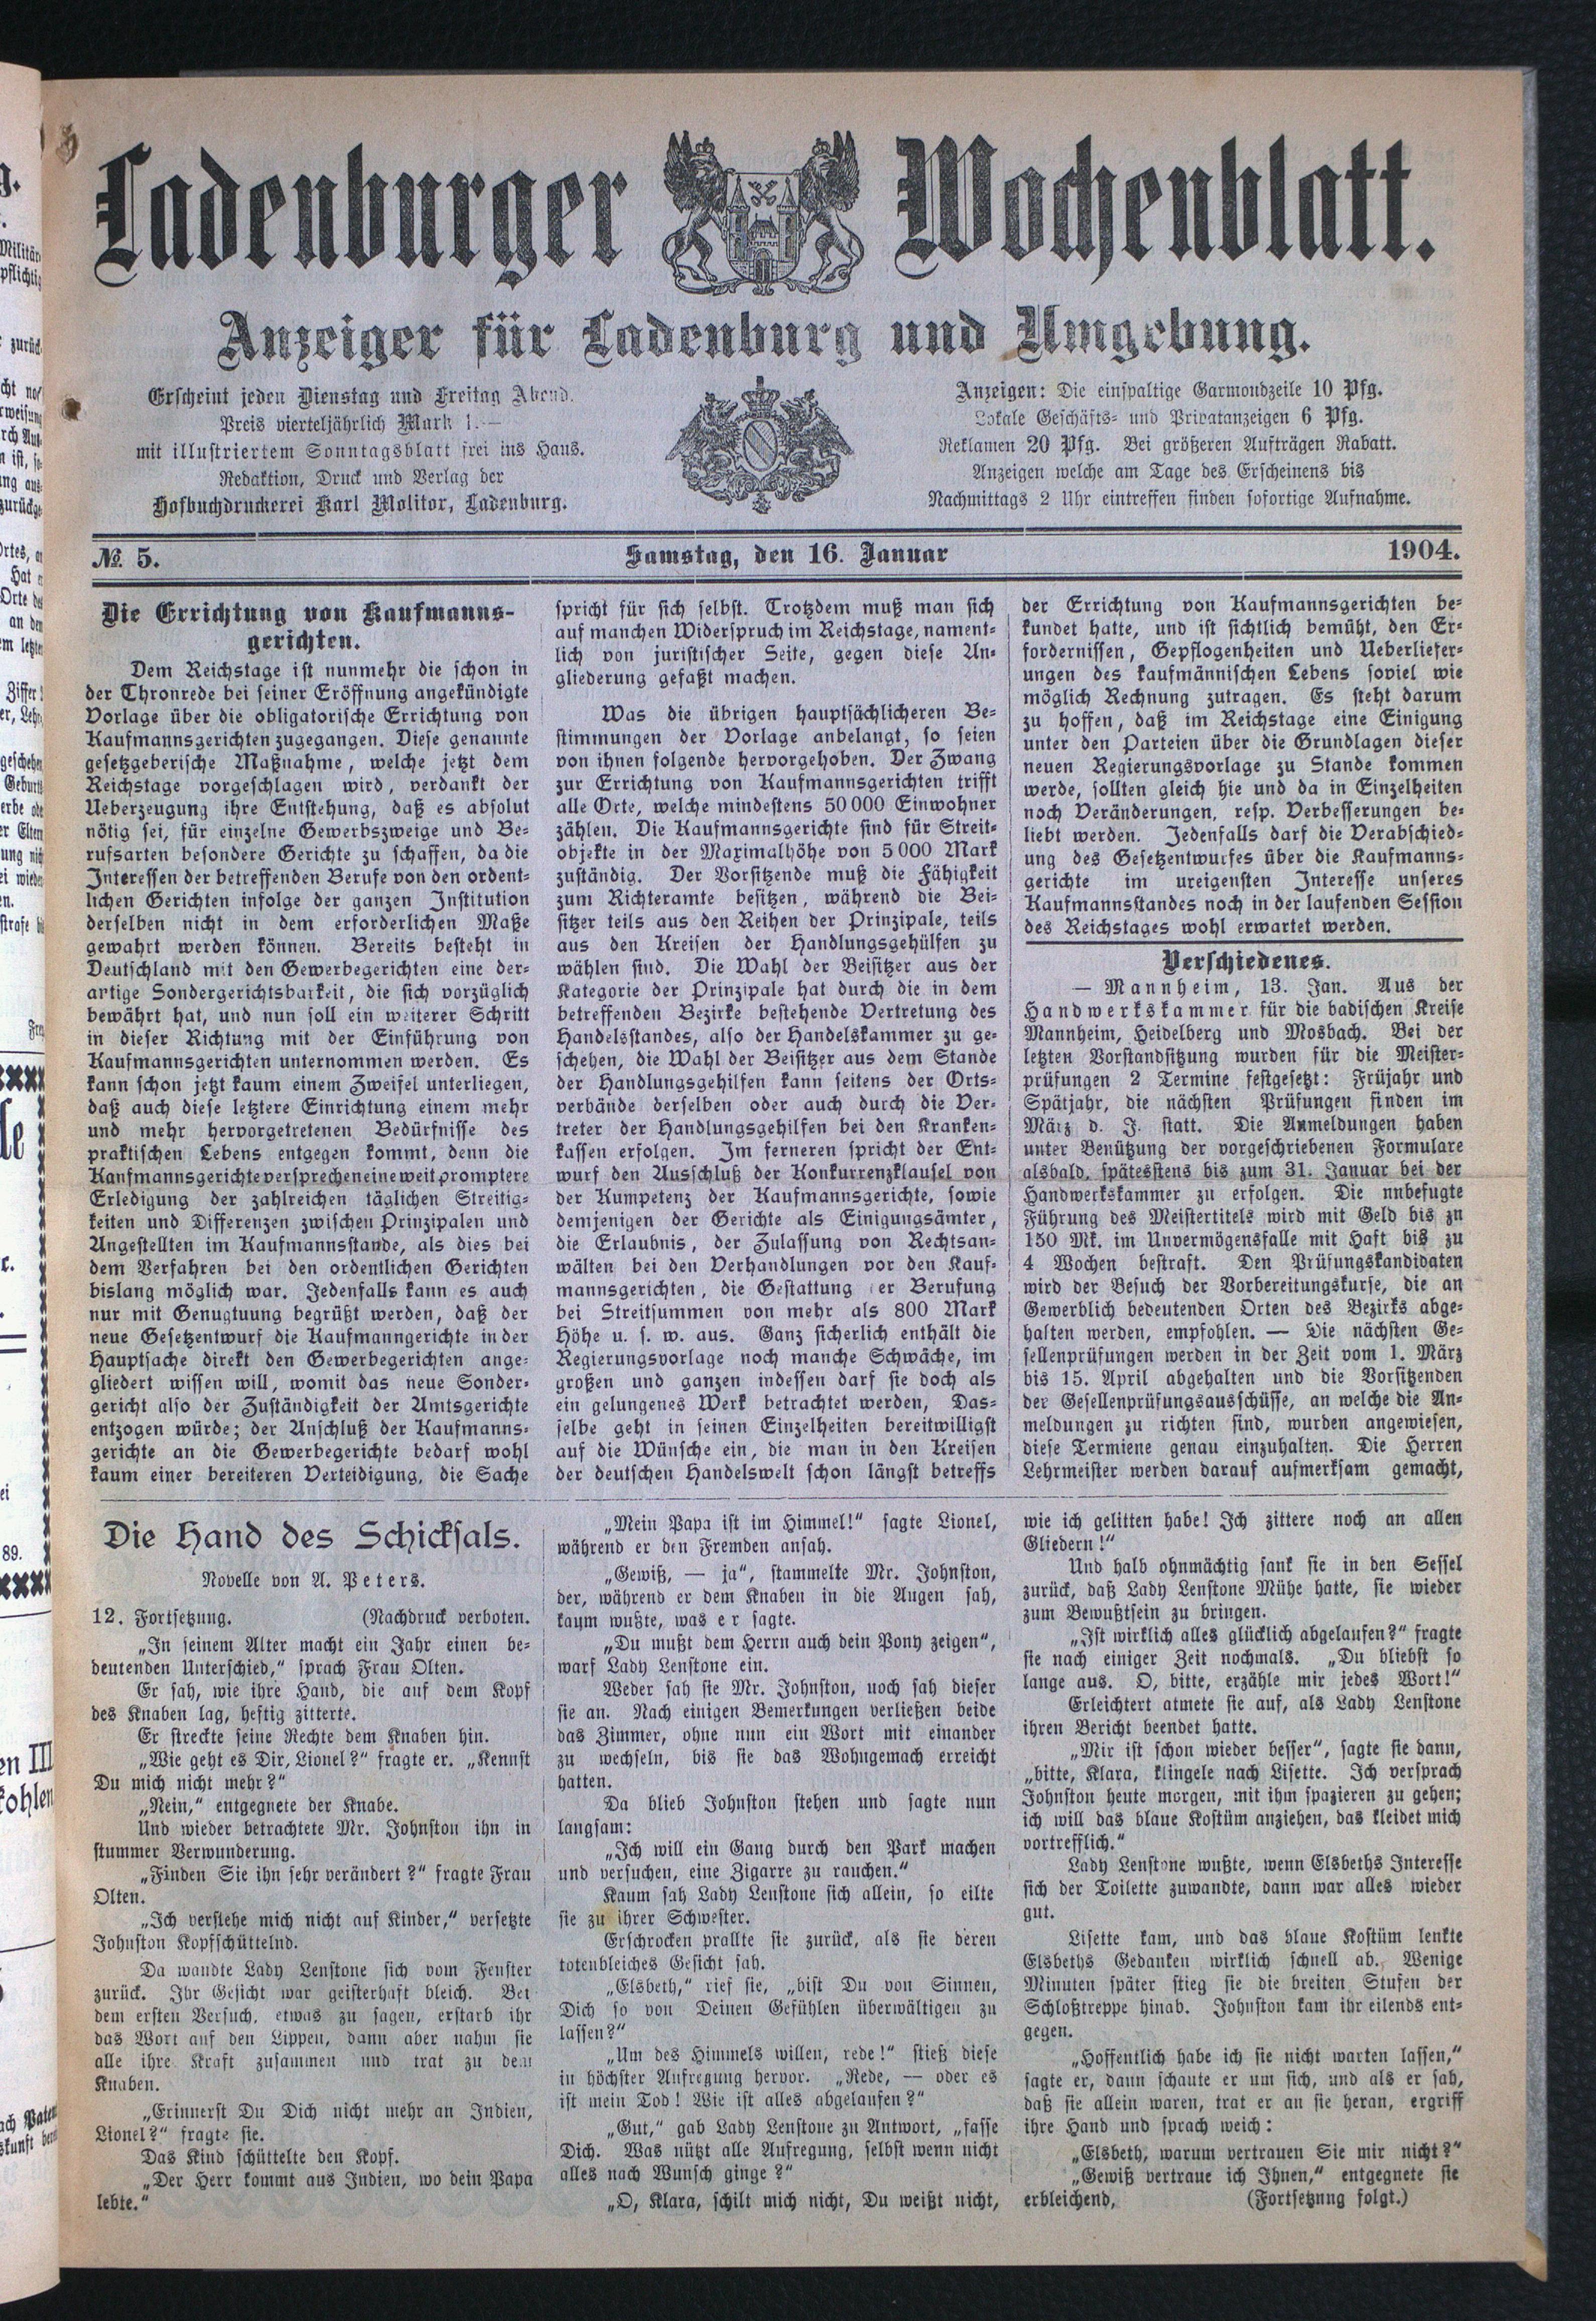 Ladenburger Wochenblatt.
Anzeiger für Ladenburg und Umgebung.
Erscheint jeden Dienstag und Freitag Abend.
Preis vierteljährlich Mark 1.—
mit illustriertem Sonntagsblatt frei ins Haus.
Redaktion, Druck und Verlag der
Hofbuchdruckerei Karl Molitor, Ladenburg.
Anzeigen: Die einspaltige Garmondzeile 10 Pfg.
Lokale Geschäfts- und Privatanzeigen 6 Pfg.
Reklamen 20 Pfg. Bei größeren Aufträgen Rabatt.
Anzeigen welche am Tage des Erscheinens bis
Nachmittags 2 Uhr eintreffen finden sofortige Aufnahme.
№ 5.
Samstag, den 16. Januar
1904.
Die Errichtung von Kaufmanns-
gerichten.
Dem Reichstage ist nunmehr die schon in
der Thronrede bei seiner Eröffnung angekündigte
Vorlage über die obligatorische Errichtung von
Kaufmannsgerichten zugegangen. Diese genannte
gesetzgeberische Maßnahme, welche jetzt dem
Reichstage vorgeschlagen wird, verdankt der
Ueberzeugung ihre Entstehung, daß es absolut
nötig sei, für einzelne Gewerbszweige und Be-
rufsarten besondere Gerichte zu schaffen, da die
Interessen der betreffenden Berufe von den ordent-
lichen Gerichten infolge der ganzen Institution
derselben nicht in dem erforderlichen Maße
gewahrt werden können. Bereits besteht in
Deutschland mit den Gewerbegerichten eine der-
artige Sondergerichtsbarkeit, die sich vorzüglich
bewährt hat, und nun soll ein weiterer Schritt
in dieser Richtung mit der Einführung von
Kaufmannsgerichten unternommen werden. Es
kann schon jetzt kaum einem Zweifel unterliegen,
daß auch diese letztere Einrichtung einem mehr
und mehr hervorgetretenen Bedürfnisse des
praktischen Lebens entgegen kommt, denn die
Kanfmannsgerichte versprechen eine weit promptere
Erledigung der zahlreichen täglichen Streitig-
keiten und Differenzen zwischen Prinzipalen und
Angestellten im Kaufmannsstande, als dies bei
dem Verfahren bei den ordentlichen Gerichten
bislang möglich war. Jedenfalls kann es auch
nur mit Genugtuung begrüßt werden, daß der
neue Gesetzentwurf die Kaufmanngerichte in der
Hauptsache direkt den Gewerbegerichten ange-
gliedert wissen will, womit das neue Sonder-
gericht also der Zuständigkeit der Amtsgerichte
entzogen würde; der Anschluß der Kaufmanns-
gerichte an die Gewerbegerichte bedarf wohl
kaum einer bereiteren Verteidigung, die Sache
spricht für sich selbst. Trotzdem muß man sich
auf manchen Widerspruch im Reichstage, nament-
lich von juristischer Seite, gegen diese An-
gliederung gefaßt machen.
Was die übrigen hauptsächlicheren Be-
stimmungen der Vorlage anbelangt, so seien
von ihnen folgende hervorgehoben. Der Zwang
zur Errichtung von Kaufmannsgerichten trifft
alle Orte, welche mindestens 50000 Einwohner
zählen. Die Kaufmannsgerichte sind für Streit-
objekte in der Maximalhöhe von 5000 Mark
zuständig. Der Vorsitzende muß die Fähigkeit
zum Richteramte besitzen, während die Bei-
sitzer teils aus den Reihen der Prinzipale, teils
aus den Kreisen der Handlungsgehülfen zu
wählen sind. Die Wahl der Beisitzer aus der
Kategorie der Prinzipale hat durch die in dem
betreffenden Bezirke bestehende Vertretung des
Handelsstandes, also der Handelskammer zu ge-
schehen, die Wahl der Beisitzer aus dem Stande
der Handlungsgehilfen kann seitens der Orts-
verbände derselben oder auch durch die Ver-
treter der Handlungsgehilfen bei den Kranken-
kassen erfolgen. Im ferneren spricht der Ent-
wurf den Ausschluß der Konkurrenzklausel von
der Kumpetenz der Kaufmannsgerichte, sowie
demjenigen der Gerichte als Einigungsämter,
die Erlaubnis, der Zulassung von Rechtsan-
wälten bei den Verhandlungen vor den Kauf-
mannsgerichten, die Gestattung er Berufung
bei Streitsummen von mehr als 800 Mark
Höhe u. s. w. aus. Ganz sicherlich enthält die
Regierungsvorlage noch manche Schwäche, im
großen und ganzen indessen darf sie doch als
ein gelungenes Werk betrachtet werden, Das-
selbe geht in seinen Einzelheiten bereitwilligst
auf die Wünsche ein, die man in den Kreisen
der deutschen Handelswelt schon längst betreffs
der Errichtung von Kaufmannsgerichten be-
kundet hatte, und ist sichtlich bemüht, den Er-
fordernissen, Gepflogenheiten und Ueberliefer-
ungen des kaufmännischen Lebens soviel wie
möglich Rechnung zutragen. Es steht darum
zu hoffen, daß im Reichstage eine Einigung
unter den Parteien über die Grundlagen dieser
neuen Regierungsvorlage zu Stande kommen
werde, sollten gleich hie und da in Einzelheiten
noch Veränderungen, resp. Verbesserungen be-
liebt werden. Jedenfalls darf die Verabschied-
ung des Gesetzentwurfes über die Kaufmanns-
gerichte im ureigensten Interesse unseres
Kaufmannsstandes noch in der laufenden Session
des Reichstages wohl erwartet werden.
Verschiedenes.
— Mannheim, 13. Jan. Aus der
Handwerkskammer für die badischen Kreise
Mannheim, Heidelberg und Mosbach. Bei der
letzten Vorstandsitzung wurden für die Meister-
prüfungen 2 Termine festgesetzt: Früjahr und
Spätjahr, die nächsten Prüfungen finden im
März d. J. statt. Die Anmeldungen haben
unter Benützung der vorgeschriebenen Formulare
alsbald, spätesstens bis zum 31. Januar bei der
Handwerkskammer zu erfolgen. Die nnbefugte
Führung des Meistertitels wird mit Geld bis zu
150 Mk. im Unvermögensfalle mit Haft bis zu
4 Wochen bestraft. Den Prüfungskandidaten
wird der Besuch der Vorbereitungskurse, die an
Gewerblich bedeutenden Orten des Bezirks abge-
halten werden, empfohlen. — Die nächsten Ge-
sellenprüfungen werden in der Zeit vom 1. März
bis 15. April abgehalten und die Vorsitzenden
der Gesellenprüfungsausschüsse, an welche die An-
meldungen zu richten sind, wurden angewiesen,
diese Termiene genau einzuhalten. Die Herren
Lehrmeister werden darauf aufmerksam gemacht,
Die Hand des Schicksals.
Novelle von A. Peters.
12. Fortsetzung. (Nachdruck verboten.
„In seinem Alter macht ein Jahr einen be-
deutenden Unterschied,“ sprach Frau Olten.
Er sah, wie ihre Hand, die auf dem Kopf
des Knaben lag, heftig zitterte.
Er streckte seine Rechte dem Knaben hin.
„Wie geht es Dir, Lionel?“ fragte er. „Kennst
Du mich nicht mehr?“
„Nein,“ entgegnete der Knabe.
Und wieder betrachtete Mr. Johnston ihn in
stummer Verwunderung.
„Finden Sie ihn sehr verändert?“ fragte Frau
Olten.
„Ich verstehe mich nicht auf Kinder,“ versetzte
Johnston Kopfschüttelnd.
Da wandte Lady Lenstone sich vom Fenster
zurück. Ihr Gesicht war geisterhaft bleich. Bei
dem ersten Versuch, etwas zu sagen, erstarb ihr
das Wort auf den Lippen, dann aber nahm sie
alle ihre Kraft zusammen und trat zu dem
Knaben.
„Erinnerst Du Dich nicht mehr an Indien,
Lionel?“ fragte sie.
Das Kind schüttelte den Kopf.
„Der Herr kommt aus Indien, wo dein Papa
lebte.“
„Mein Papa ist im Himmel!“ sagte Lionel,
während er den Fremden ansah.
„Gewiß, — ja“, stammelte Mr. Johnston,
der, während er dem Knaben in die Augen sah,
kaum wußte, was er sagte.
„Du mußt dem Herrn auch dein Pony zeigen“,
warf Lady Lenstone ein.
Weder sah sie Mr. Johnston, noch sah dieser
sie an. Nach einigen Bemerkungen verließen beide
das Zimmer, ohne nun ein Wort mit einander
zu wechseln, bis sie das Wohngemach erreicht
hatten.
Da blieb Johnston stehen und sagte nun
langsam:
„Ich will ein Gang durch den Park machen
und versuchen, eine Zigarre zu rauchen.“
Kaum sah Lady Lenstone sich allein, so eilte
sie zu ihrer Schwester.
Erschrocken prallte sie zurück, als sie deren
totenbleiches Gesicht sah.
„Elsbeth,“ rief sie, „bist Du von Sinnen,
Dich so von Deinen Gefühlen überwältigen zu
lassen?“
„Um des Himmels willen, rede!“ stieß diese
in höchster Aufregung hervor. „Rede, — oder es
ist mein Tod! Wie ist alles abgelaufen?“
„Gut,“ gab Lady Lenstone zu Antwort, „fasse
Dich. Was nützt alle Aufregung, selbst wenn nicht
alles nach Wunsch ginge?“
„O, Klara, schilt mich nicht, Du weißt nicht,
wie ich gelitten habe! Ich zittere noch an allen
Gliedern!“
Und halb ohnmächtig sank sie in den Sessel
zurück, daß Lady Lenstone Mühe hatte, sie wieder
zum Bewußtsein zu bringen.
„Ist wirklich alles glücklich abgelaufen?“ fragte
sie nach einiger Zeit nochmals. „Du bliebst so
lange aus. O, bitte, erzähle mir jedes Wort!“
Erleichtert atmete sie auf, als Lady Lenstone
ihren Bericht beendet hatte.
„Mir ist schon wieder besser“, sagte sie dann,
„bitte, Klara, klingele nach Lisette. Ich versprach
Johnston heute morgen, mit ihm spazieren zu gehen;
ich will das blaue Kostüm anziehen, das kleidet mich
vortrefflich.“
Lady Lenstone wußte, wenn Elsbeths Interesse
sich der Toilette zuwandte, dann war alles wieder
gut.
Lisette kam, und das blaue Kostüm lenkte
Elsbeths Gedanken wirklich schnell ab. Wenige
Minuten später stieg sie die breiten Stufen der
Schloßtreppe hinab. Johnston kam ihr eilends ent-
gegen.
„Hoffentlich habe ich sie nicht warten lassen,“
sagte er, dann schaute er um sich, und als er sah,
daß sie allein waren, trat er an sie heran, ergriff
ihre Hand und sprach weich:
„Elsbeth, warum vertrauen Sie mir nicht?“
„Gewiß vertraue ich Ihnen,“ entgegnete sie
erbleichend, (Fortsetzung folgt.)